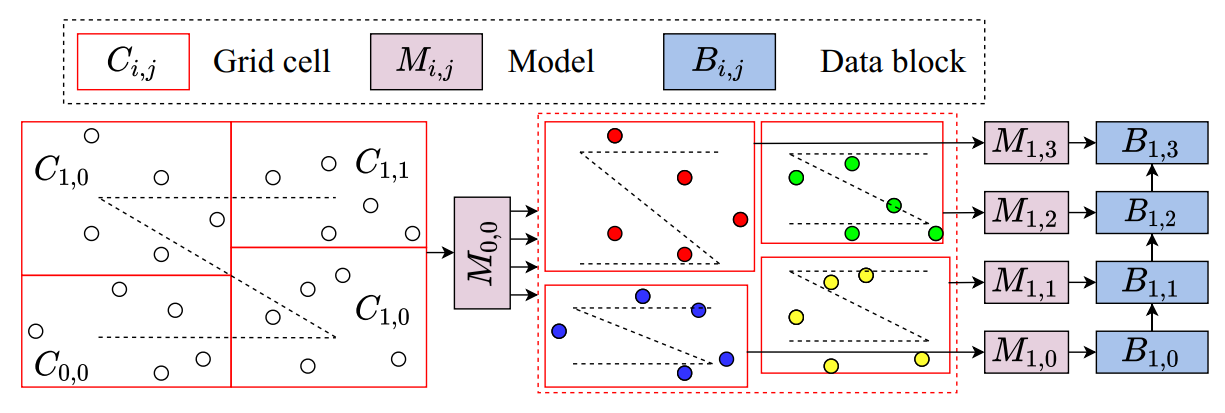 C_{i,j} Grid cell M_{i,j} Model B_{i,j} Data block
C_{1,0} C_{1,1}
C_{0,0} C_{1,0}
M_{0,0}
M_{1,3} B_{1,3}
M_{1,2} B_{1,2}
M_{1,1} B_{1,1}
M_{1,0} B_{1,0}